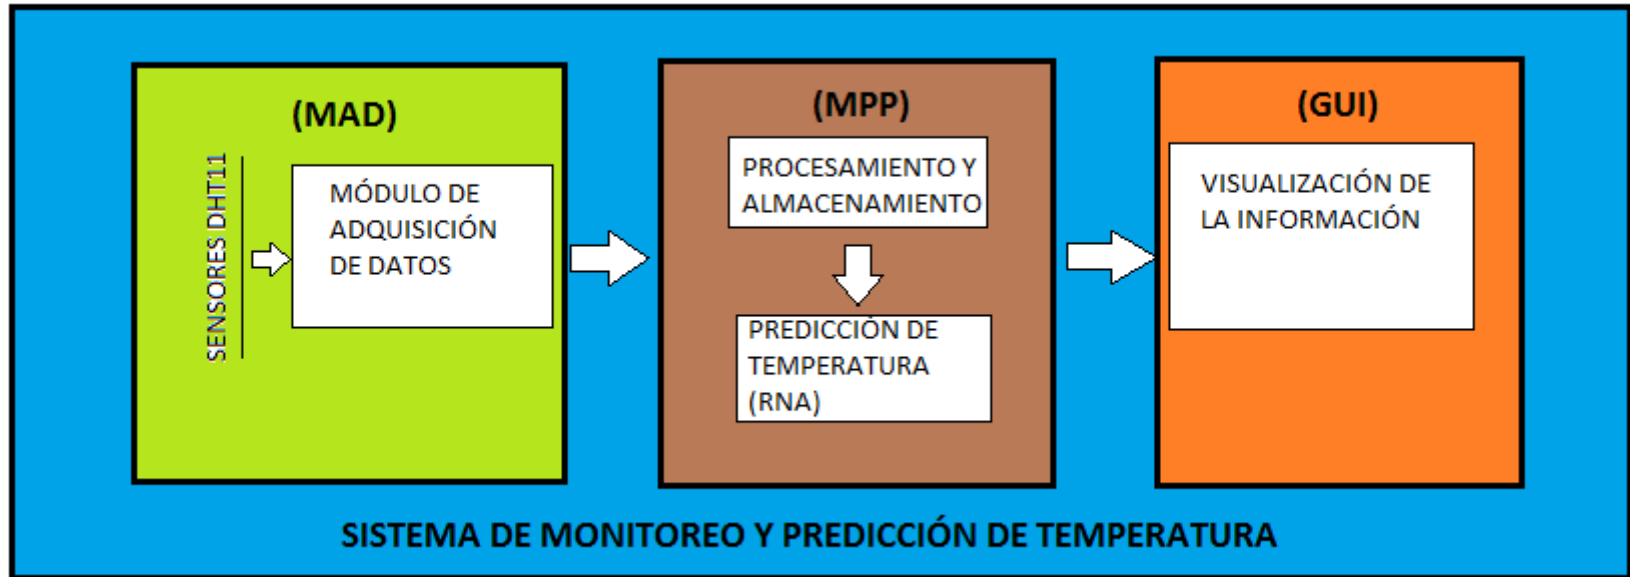 (MAD)
SENSORES DHT11
MÓDULO DE
ADQUISICIÓN
DE DATOS
(MPP)
PROCESAMIENTO Y
ALMACENAMIENTO
PREDICCIÓN DE
TEMPERATURA
(RNA)
(GUI)
VISUALIZACIÓN DE
LA INFORMACIÓN
SISTEMA DE MONITOREO Y PREDICCIÓN DE TEMPERATURA